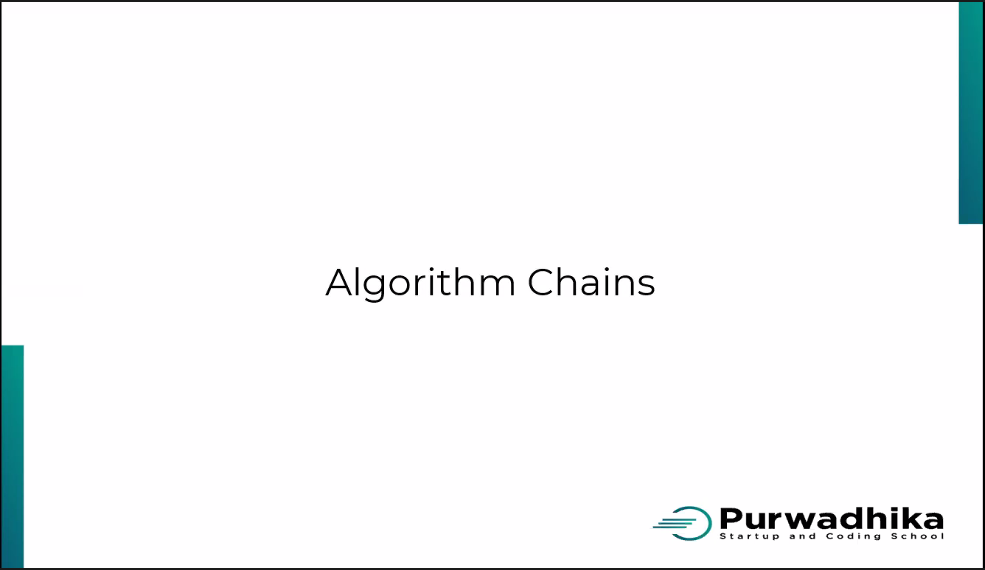 Algorithm Chains
Purwadhika
Startup and Coding School